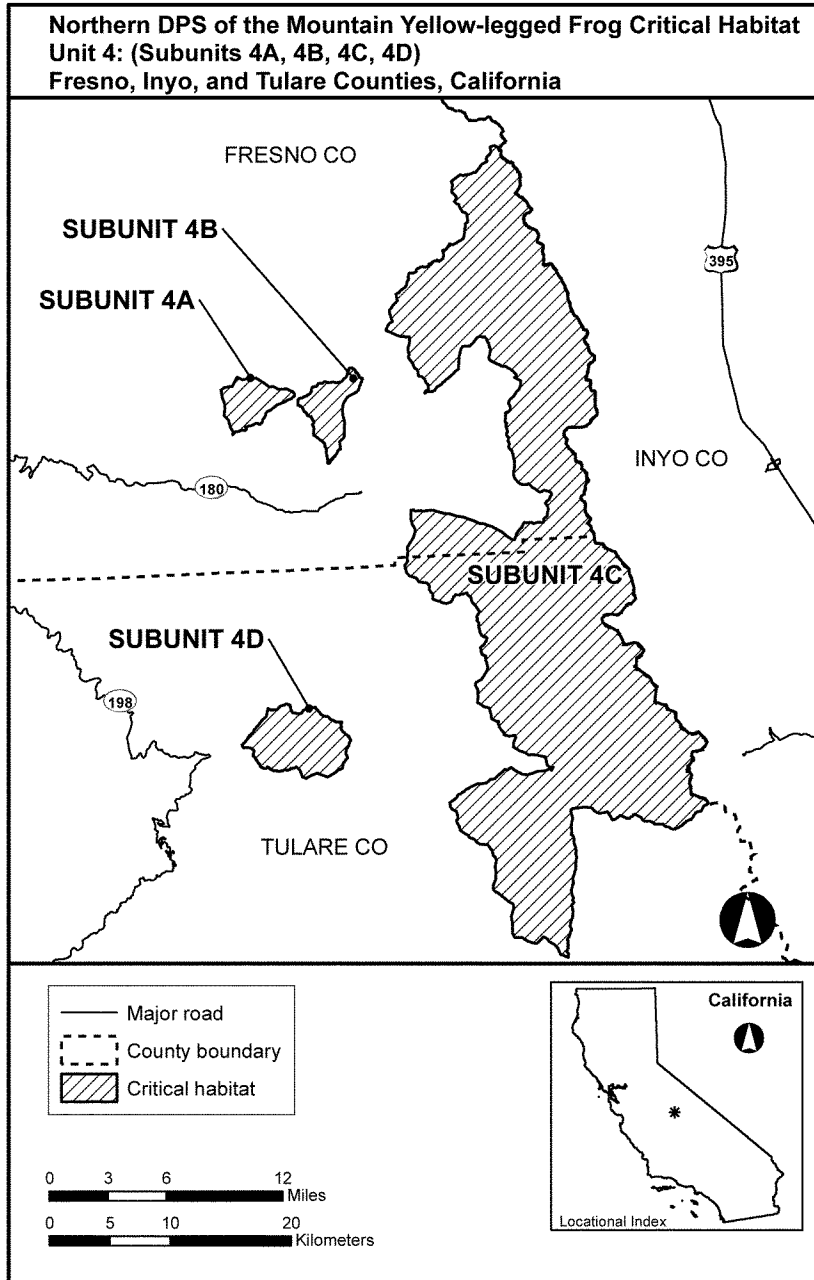 Northern DPS of the Mountain Yellow-legged Frog Critical Habitat
Unit 4: (Subunits 4A, 4B, 4C, 4D)
Fresno, Inyo, and Tulare Counties, California
FRESNO CO
SUBUNIT 4B
395
SUBUNIT 4A
INYO CO
180
SUBUNIT 4C
SUBUNIT 4D
198
TULARE CO
Major road
County boundary
Critical habitat
0 3 6 12
Miles
0 5 10 20
Kilometers
California
Locational Index